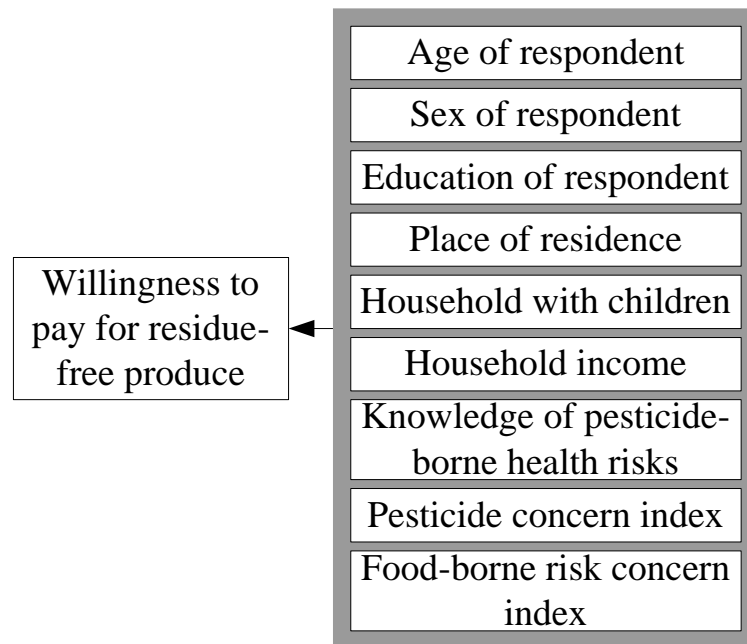 Age of respondent
Sex of respondent
Education of respondent
Place of residence
Willingness to
pay for residue-
free produce
Household with children
Household income
Knowledge of pesticide-
borne health risks
Pesticide concern index
Food-borne risk concern
index